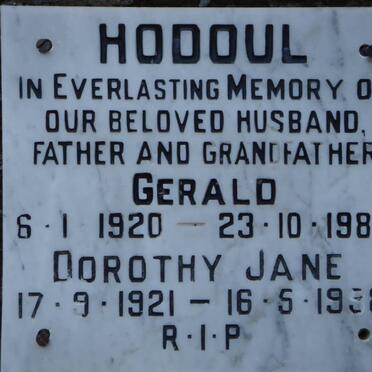 HODOUL
IN EVERLASTING MEMORY
OUR BELOVED HUSBAND,
FATHER AND GRANDFATHER
GERALD
6·1 1920 — 23·10·198
DOROTHY JANE
17·9·1921 — 16·5·19
R·I·P